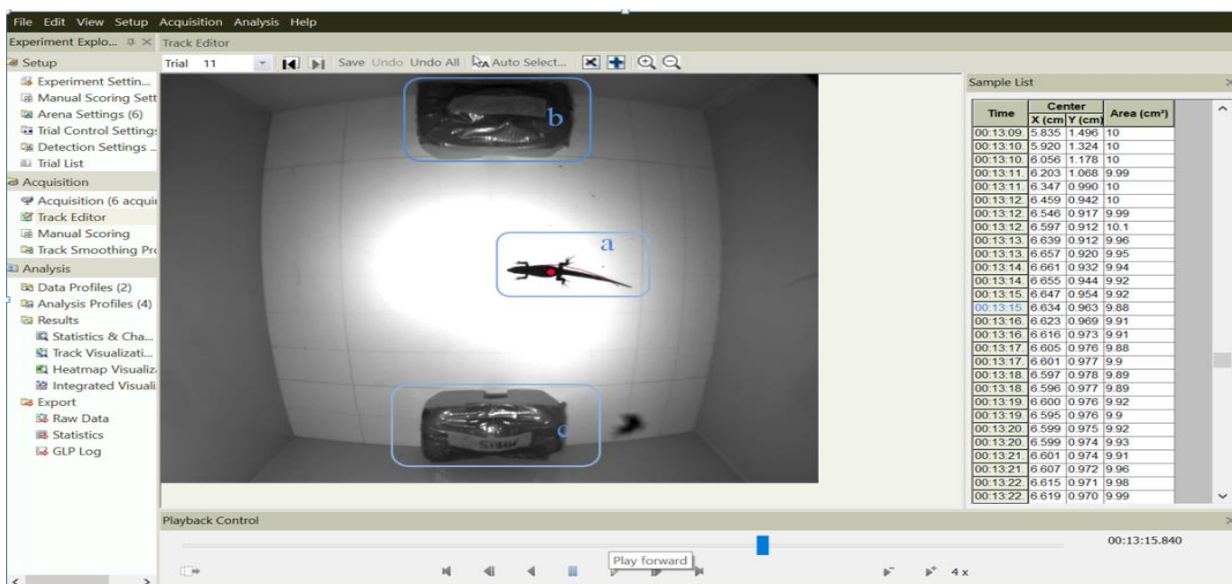 File Edit View Setup Acquisition Analysis Help
Experiment Explo...
Track Editor
Setup
Experiment Settin...
Manual Scoring Sett
Arena Settings (6)
Trial Control Settings
Detection Settings ...
Trial List
Acquisition
Acquisition (6 acquir
Track Editor
Manual Scoring
Track Smoothing Pro
Analysis
Data Profiles (2)
Analysis Profiles (4)
Results
Statistics & Cha...
Track Visualizati...
Heatmap Visualiz
Integrated Visuali
Export
Raw Data
Statistics
GLP Log
Trial 11 Save Undo Undo All Auto Select...
b
a
c
Sample List
Time Center Area (cm²)
X (cm Y (cm)
00:13:09. 5.835 1.496 10
00:13:10. 5.920 1.324 10
00:13:10. 6.056 1.178 10
00:13:11. 6.203 1.068 9.99
00:13:11. 6.347 0.990 10
00:13:12. 6.459 0.942 10
00:13:12. 6.546 0.917 9.99
00:13:12. 6.597 0.912 10.1
00:13:13. 6.639 0.912 9.96
00:13:13. 6.657 0.920 9.95
00:13:14. 6.661 0.932 9.94
00:13:14. 6.655 0.944 9.92
00:13:15. 6.647 0.954 9.92
00:13:15. 6.634 0.963 9.88
00:13:16. 6.623 0.969 9.91
00:13:16. 6.616 0.973 9.91
00:13:17. 6.605 0.976 9.88
00:13:17. 6.601 0.977 9.9
00:13:18. 6.597 0.978 9.89
00:13:18. 6.596 0.977 9.89
00:13:19. 6.600 0.976 9.92
00:13:19. 6.595 0.976 9.9
00:13:20. 6.599 0.975 9.92
00:13:20. 6.599 0.974 9.93
00:13:21. 6.601 0.974 9.91
00:13:21. 6.607 0.972 9.96
00:13:22. 6.615 0.971 9.98
00:13:22. 6.619 0.970 9.99
Playback Control
00:13:15.840
Play forward
4 x